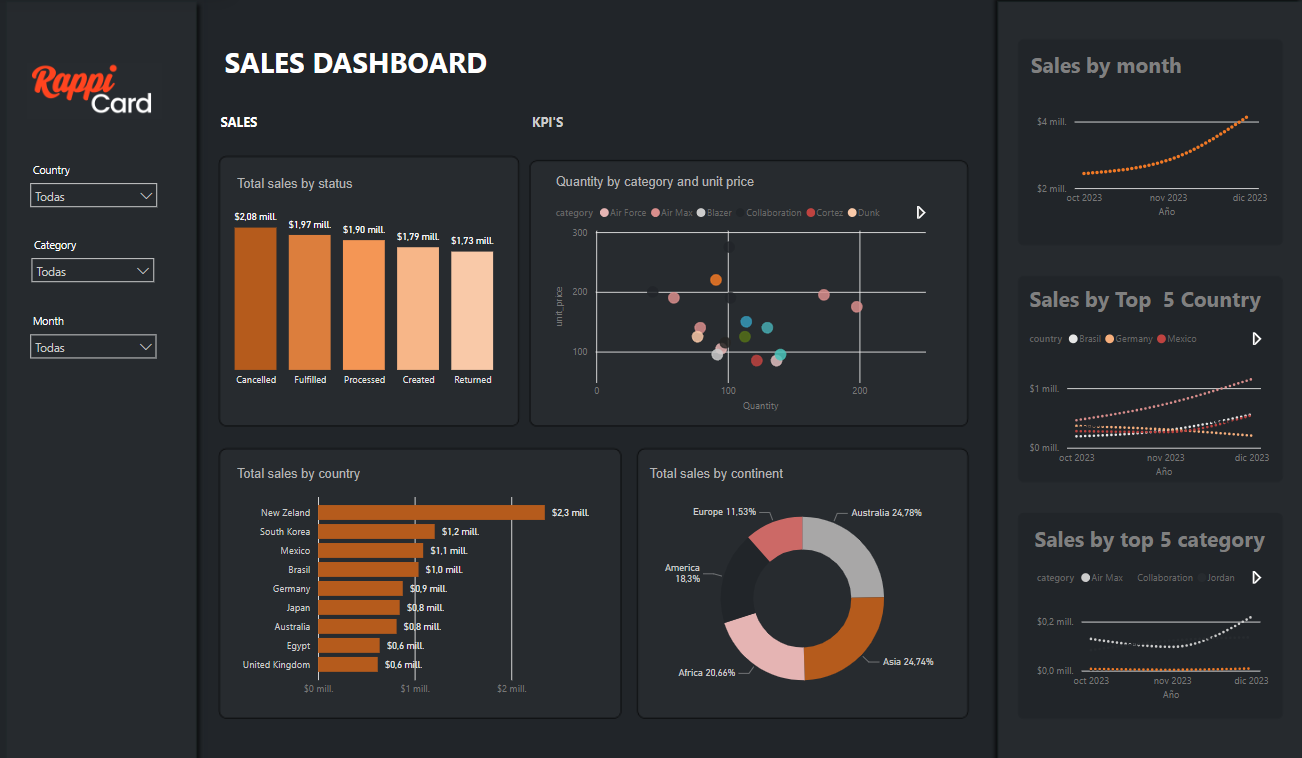 Rappi
Card
Country
Todas
Category
Todas
Month
Todas
SALES DASHBOARD
SALES
KPI'S
Total sales by status
$2,08 mill.
$1,97 mill.
$1,90 mill.
$1,79 mill.
$1,73 mill.
Cancelled
Fulfilled
Processed
Created
Returned
Quantity by category and unit price
category Air Force Air Max Blazer Collaboration Cortez Dunk
unit_price
300
200
100
0
100
200
Quantity
Total sales by country
New Zeland $2,3 mill.
South Korea $1,2 mill.
Mexico $1,1 mill.
Brasil $1,0 mill.
Germany $0,9 mill.
Japan $0,8 mill.
Australia $0,8 mill.
Egypt $0,6 mill.
United Kingdom $0,6 mill.
$0 mill. $1 mill. $2 mill.
Total sales by continent
Europe 11,53%
Australia 24,78%
America
18,3%
Africa 20,66%
Asia 24,74%
Sales by month
$4 mill.
$2 mill.
oct 2023 nov 2023 dic 2023
Año
Sales by Top 5 Country
country Brasil Germany Mexico
$1 mill.
$0 mill.
oct 2023 nov 2023 dic 2023
Año
Sales by top 5 category
category Air Max Collaboration Jordan
$0,2 mill.
$0,0 mill.
oct 2023 nov 2023 dic 2023
Año